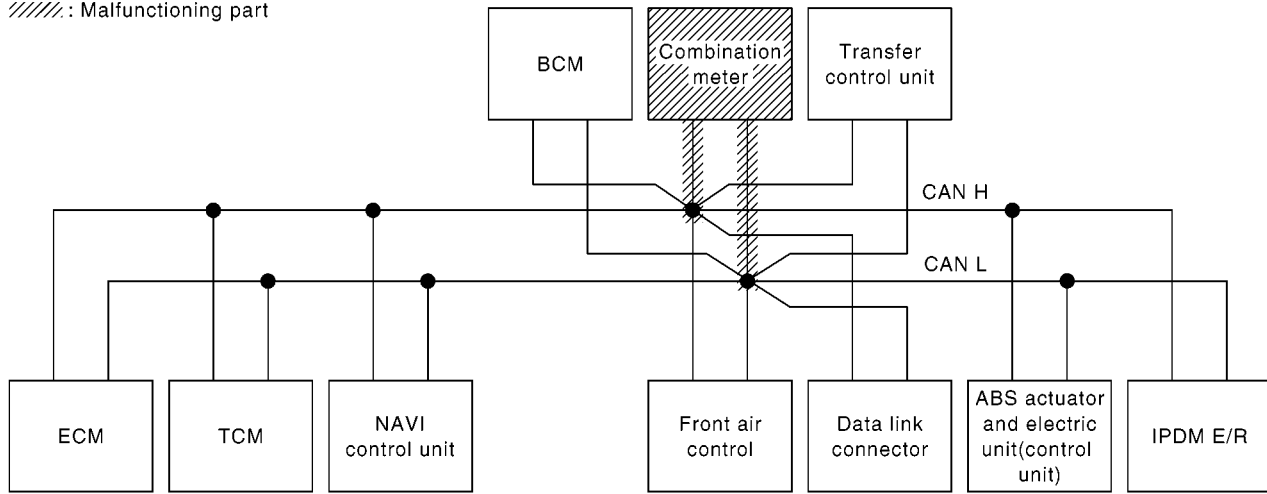 : Malfunctioning part
BCM
Combination
meter
Transfer
control unit
CAN H
CAN L
ECM
TCM
NAVI
control unit
Front air
control
Data link
connector
ABS actuator
and electric
unit(control
unit)
IPDM E/R